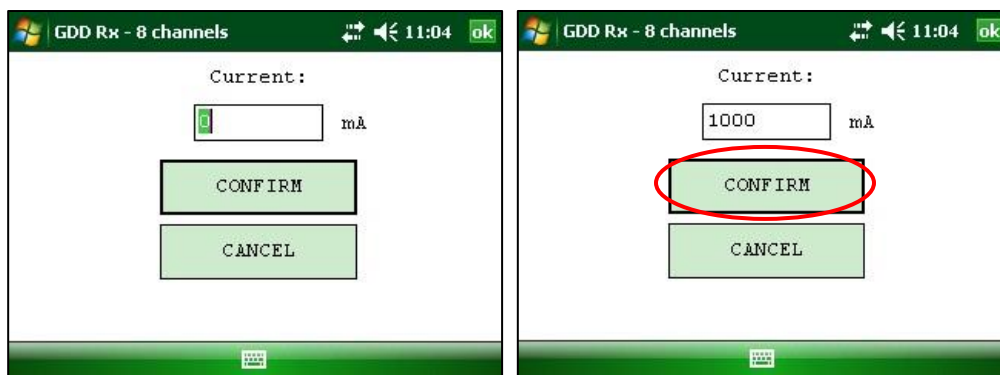 GDD Rx - 8 channels 11:04 ok
Current:
0 mA
CONFIRM
CANCEL
GDD Rx - 8 channels 11:04 ok
Current:
1000 mA
CONFIRM
CANCEL